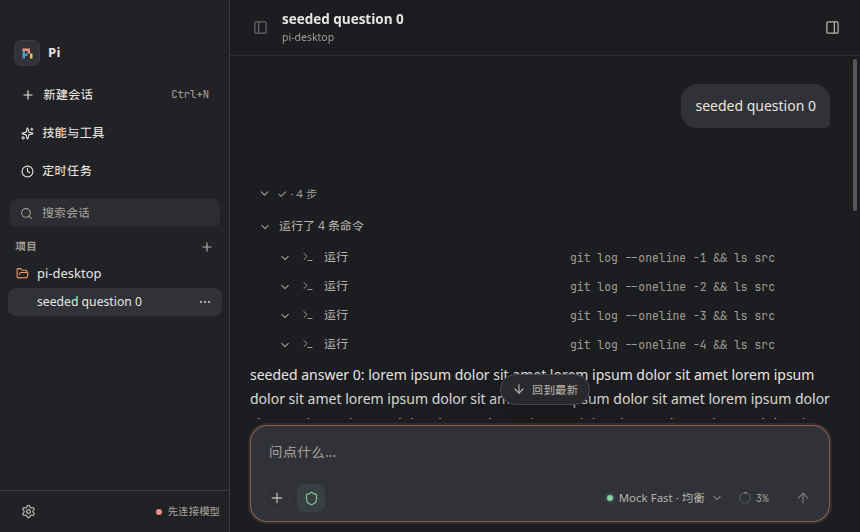 Pi
新建会话 Ctrl+N
技能与工具
定时任务
搜索会话
项目
pi-desktop
seeded question 0
先连接模型
seeded question 0
pi-desktop
seeded question 0
· 4 步
运行了 4 条命令
运行 git log --oneline -1 && ls src
运行 git log --oneline -2 && ls src
运行 git log --oneline -3 && ls src
运行 git log --oneline -4 && ls src
seeded answer 0: lorem ipsum dolor sit amet lorem ipsum dolor sit amet lorem ipsum
dolor sit amet lorem ipsum dolor sit ipsum dolor sit amet lorem ipsum dolor
回到最新
问点什么...
Mock Fast · 均衡 3%